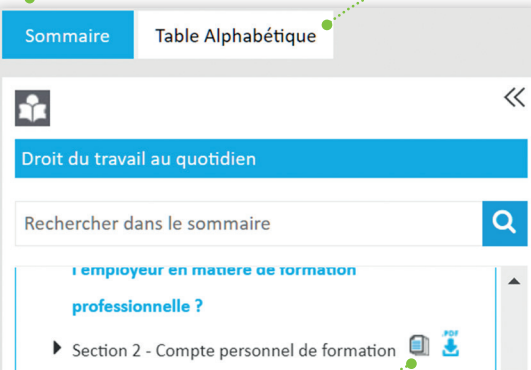 Sommaire Table Alphabétique
Droit du travail au quotidien
Rechercher dans le sommaire
l'employeur en matière de formation
professionnelle ?
Section 2 - Compte personnel de formation PDF